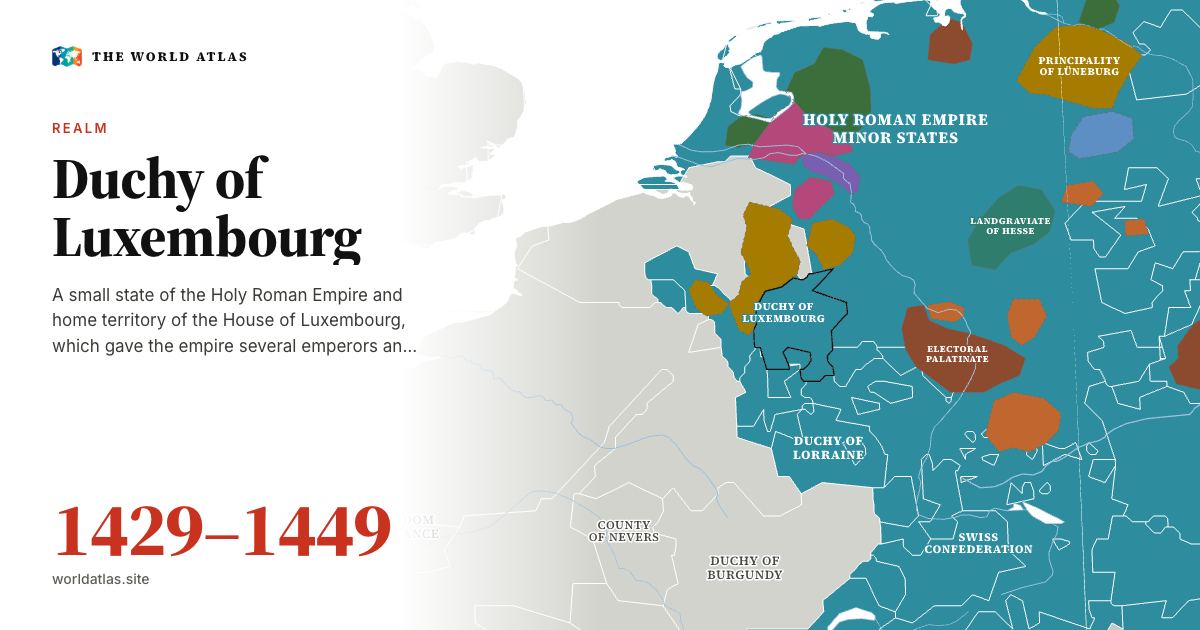 THE WORLD ATLAS
REALM
Duchy of
Luxembourg
A small state of the Holy Roman Empire and
home territory of the House of Luxembourg,
which gave the empire several emperors an...
1429–1449
worldatlas.site
PRINCIPALITY
OF LÜNEBURG
HOLY ROMAN EMPIRE
MINOR STATES
LANDGRAVIATE
OF HESSE
DUCHY OF
LUXEMBOURG
ELECTORAL
PALATINATE
DUCHY OF
LORRAINE
COUNTY
OF NEVERS
SWISS
CONFEDERATION
DUCHY OF
BURGUNDY